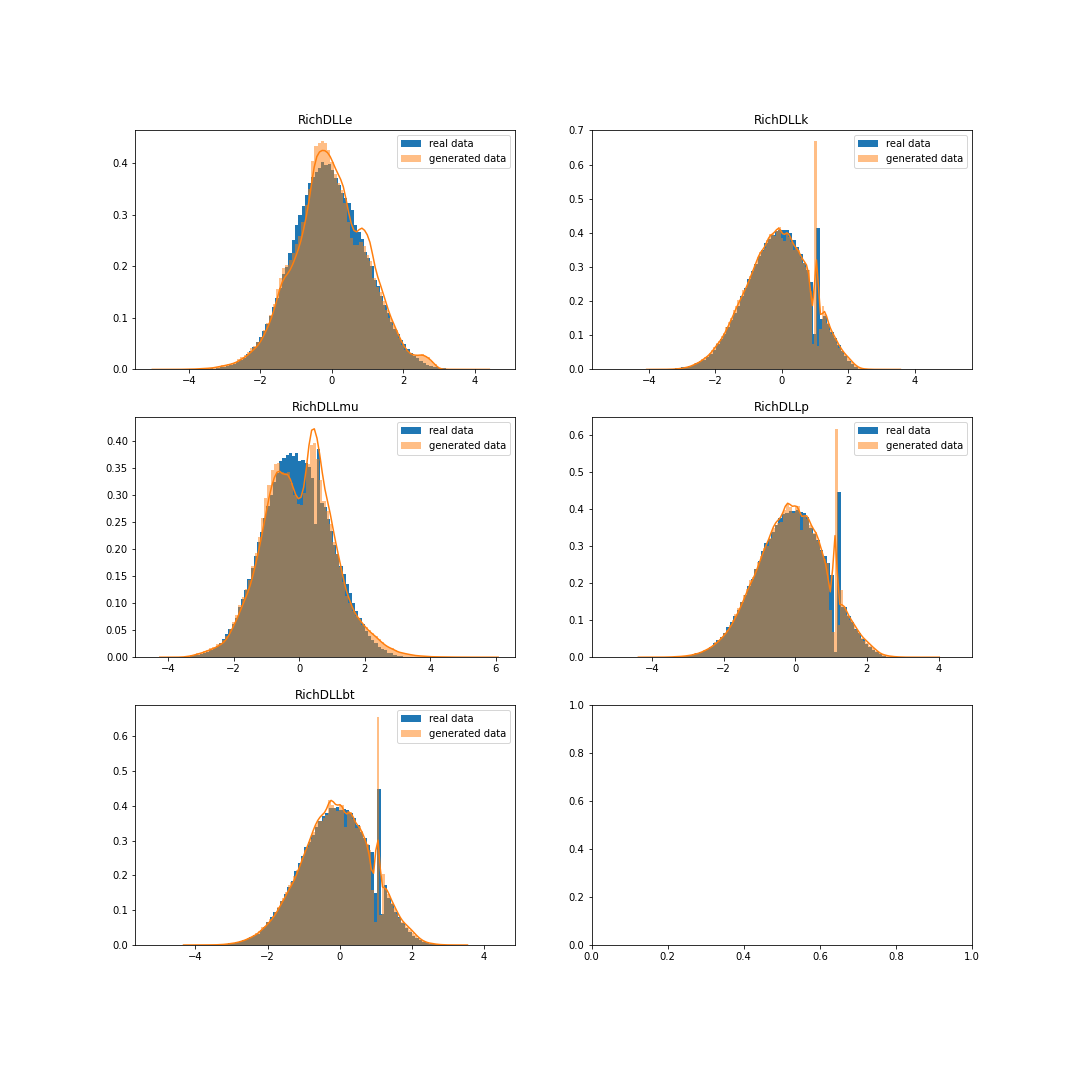 RichDLLe
real data
generated data
0.4
0.3
0.2
0.1
0.0
−4 −2 0 2 4
RichDLLk
real data
generated data
0.7
0.6
0.5
0.4
0.3
0.2
0.1
0.0
−4 −2 0 2 4
RichDLLmu
real data
generated data
0.40
0.35
0.30
0.25
0.20
0.15
0.10
0.05
0.00
−4 −2 0 2 4 6
RichDLLp
real data
generated data
0.6
0.5
0.4
0.3
0.2
0.1
0.0
−4 −2 0 2 4
RichDLLbt
real data
generated data
0.6
0.5
0.4
0.3
0.2
0.1
0.0
−4 −2 0 2 4
1.0
0.8
0.6
0.4
0.2
0.0
0.0 0.2 0.4 0.6 0.8 1.0